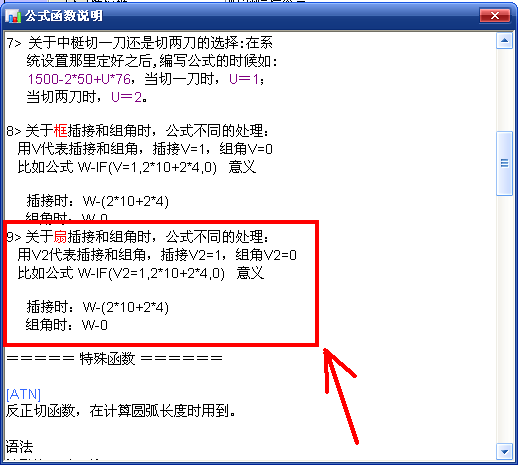 公式函数说明
7> 关于中梃切一刀还是切两刀的选择:在系
统设置那里定好之后,编写公式的时候如:
1500-2*50+U*76，当切一刀时，U＝1;
当切两刀时，U＝2。
8> 关于框插接和组角时，公式不同的处理:
用V代表插接和组角，插接V=1，组角V=0
比如公式 W-IF(V=1,2*10+2*4,0) 意义
插接时：W-(2*10+2*4)
组角时：W-0
9> 关于扇插接和组角时，公式不同的处理:
用V2代表插接和组角，插接V2=1，组角V2=0
比如公式 W-IF(V2=1,2*10+2*4,0) 意义
插接时：W-(2*10+2*4)
组角时：W-0
＝＝＝＝＝ 特殊函数 ＝＝＝＝＝＝
[ATN]
反正切函数，在计算圆弧长度时用到。
语法